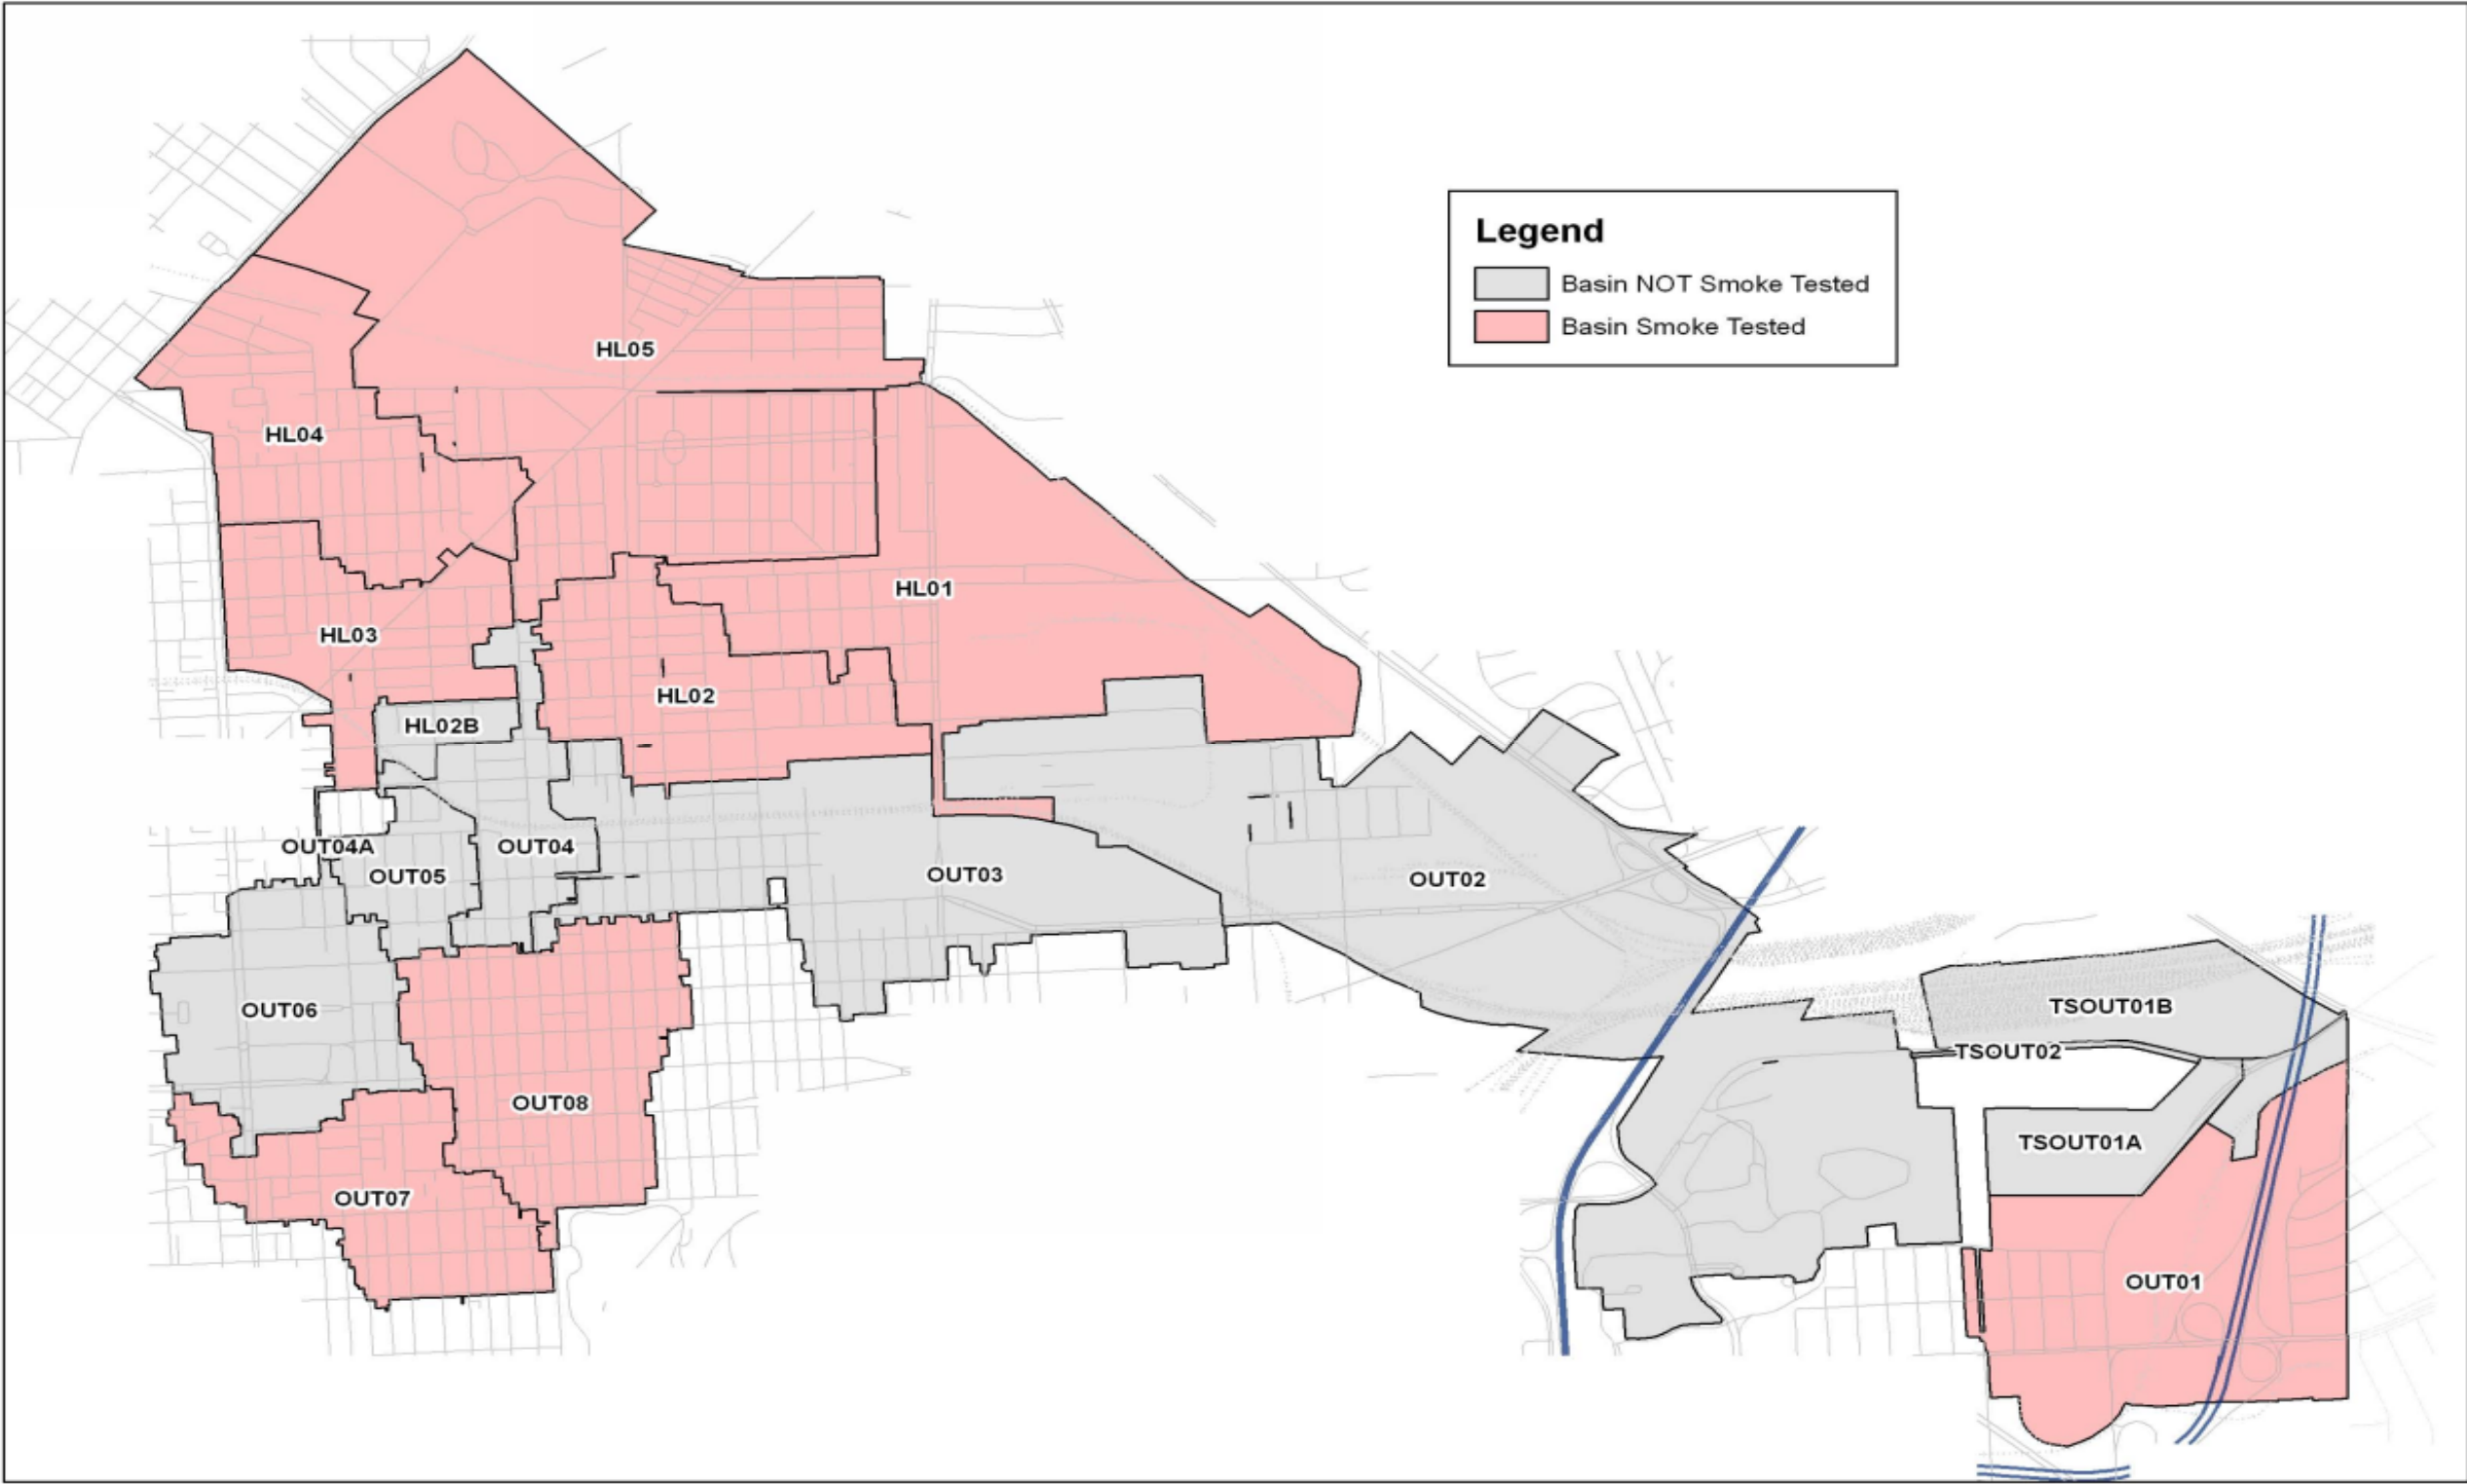 Legend
Basin NOT Smoke Tested
Basin Smoke Tested
HL05
HL04
HL01
HL03
HL02
HL02B
OUT04A
OUT04
OUT05
OUT03
OUT02
OUT06
TSOUT01B
TSOUT02
OUT08
TSOUT01A
OUT07
OUT01